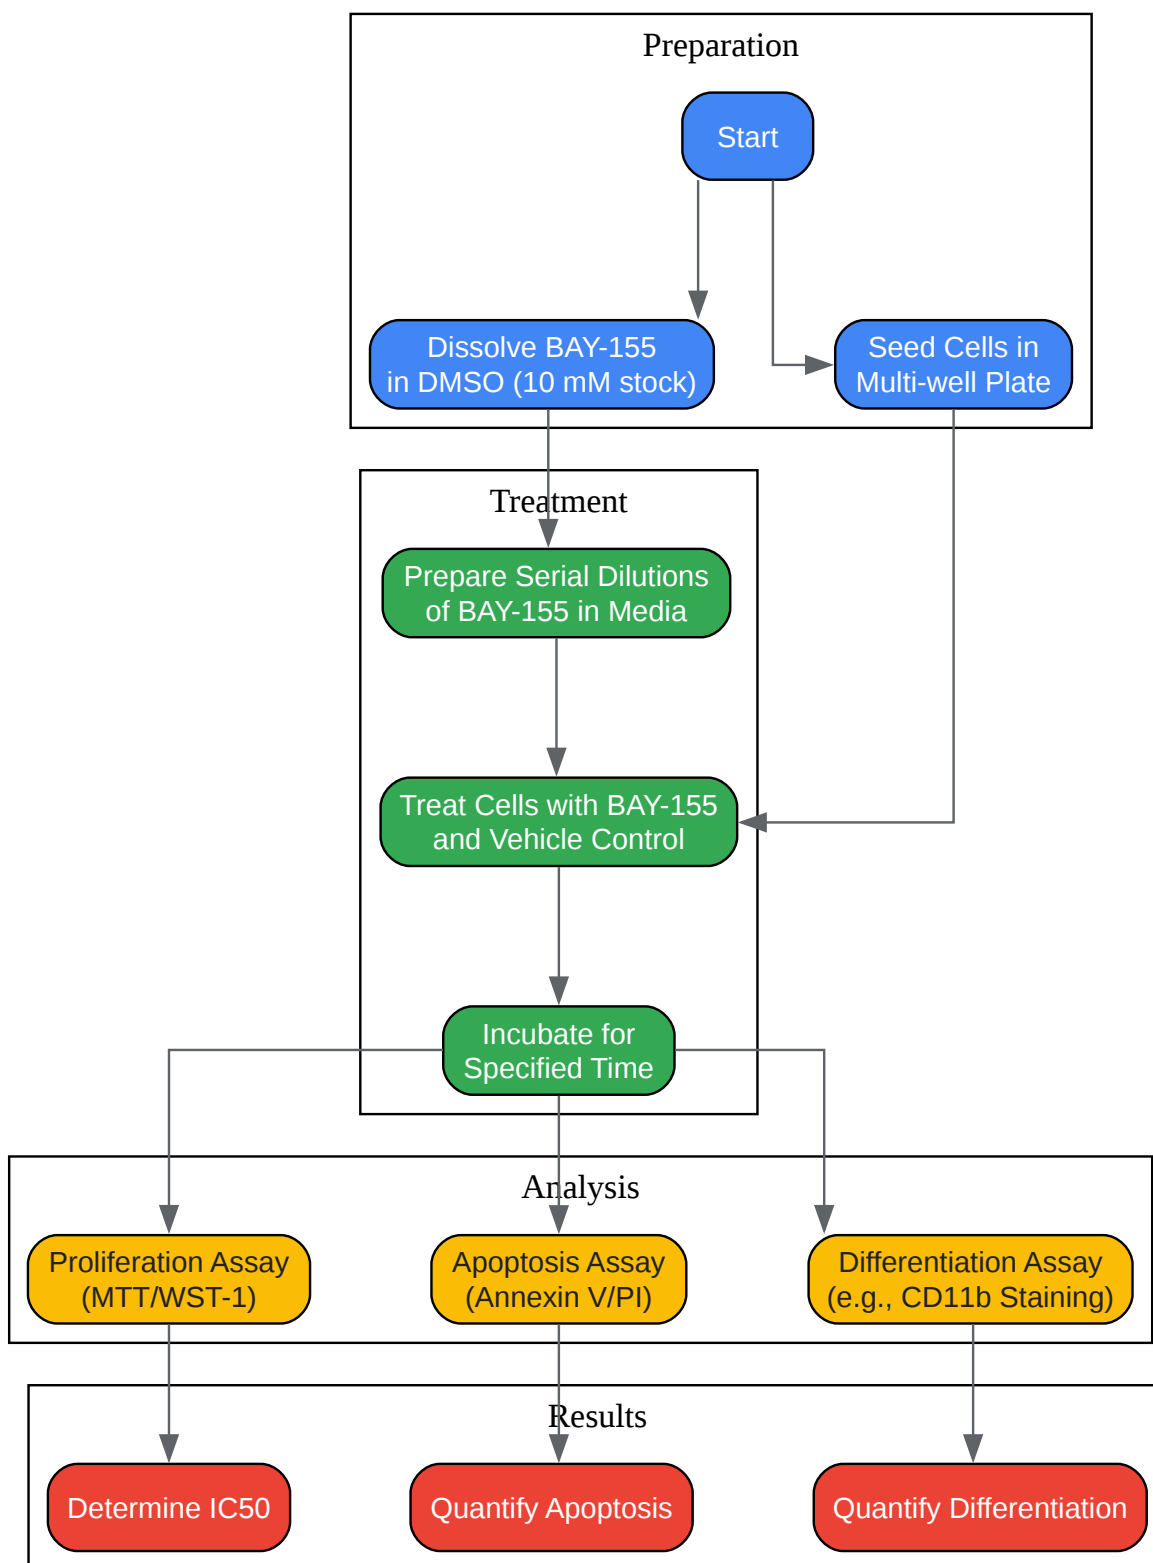 Preparation
Start
Dissolve BAY-155
in DMSO (10 mM stock)
Seed Cells in
Multi-well Plate
Treatment
Prepare Serial Dilutions
of BAY-155 in Media
Treat Cells with BAY-155
and Vehicle Control
Incubate for
Specified Time
Analysis
Proliferation Assay
(MTT/WST-1)
Apoptosis Assay
(Annexin V/PI)
Differentiation Assay
(e.g., CD11b Staining)
Results
Determine IC50
Quantify Apoptosis
Quantify Differentiation